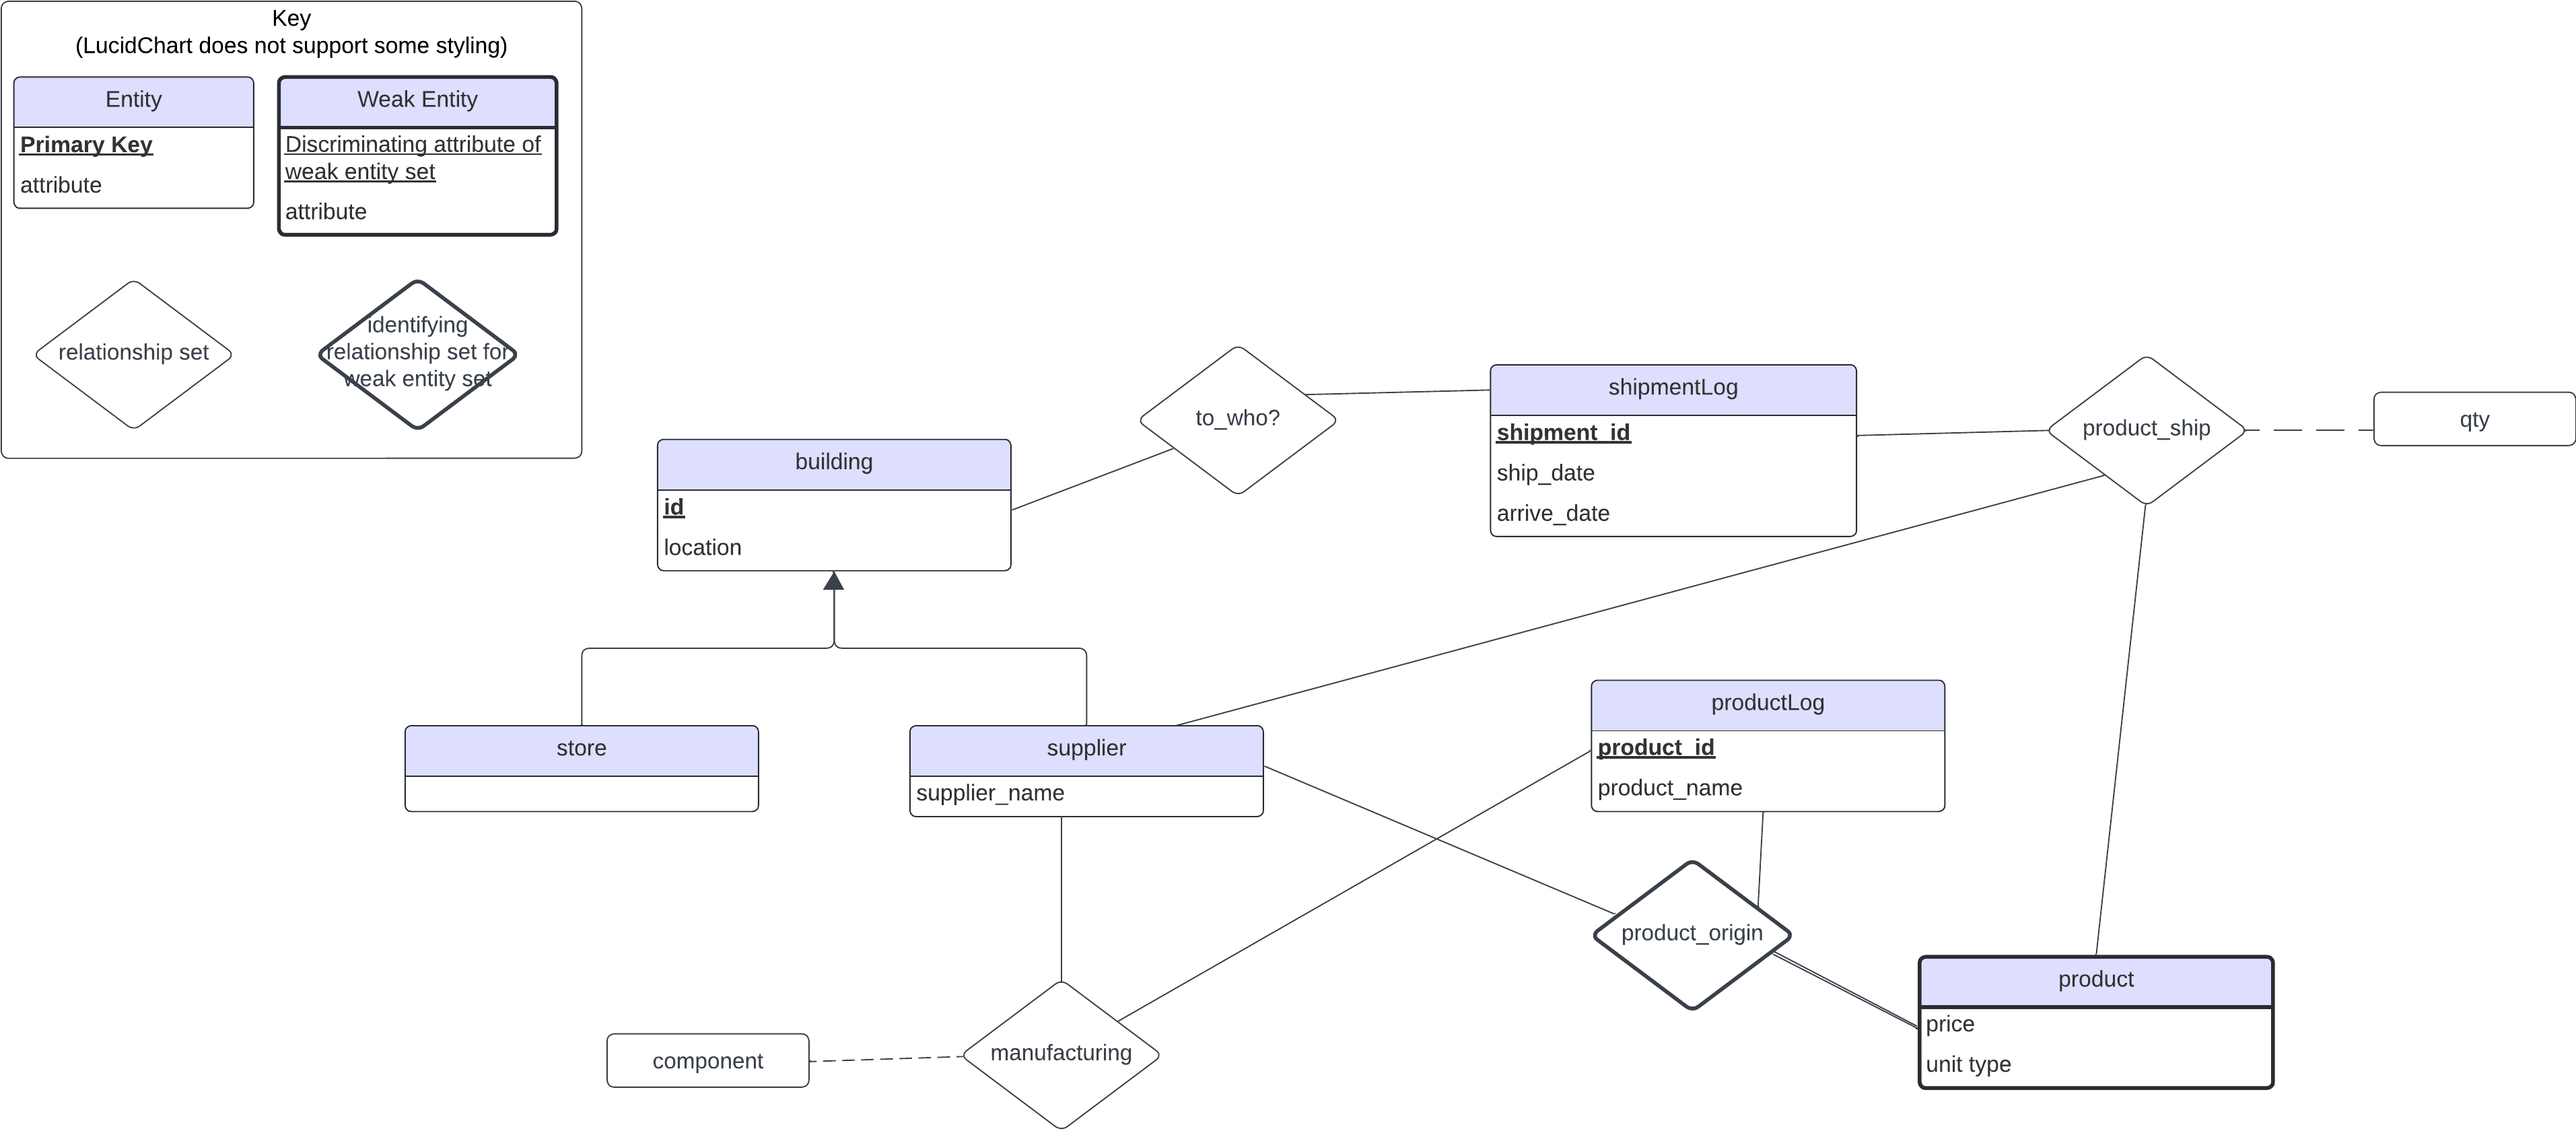 Key
(LucidChart does not support some styling)
Entity
Primary Key
attribute
Weak Entity
Discriminating attribute of
weak entity set
attribute
relationship set
identifying
relationship set for
weak entity set
to_who?
shipmentLog
shipment_id
ship_date
arrive_date
product_ship
qty
building
id
location
store
supplier
supplier_name
productLog
product_id
product_name
product_origin
product
price
unit type
component
manufacturing